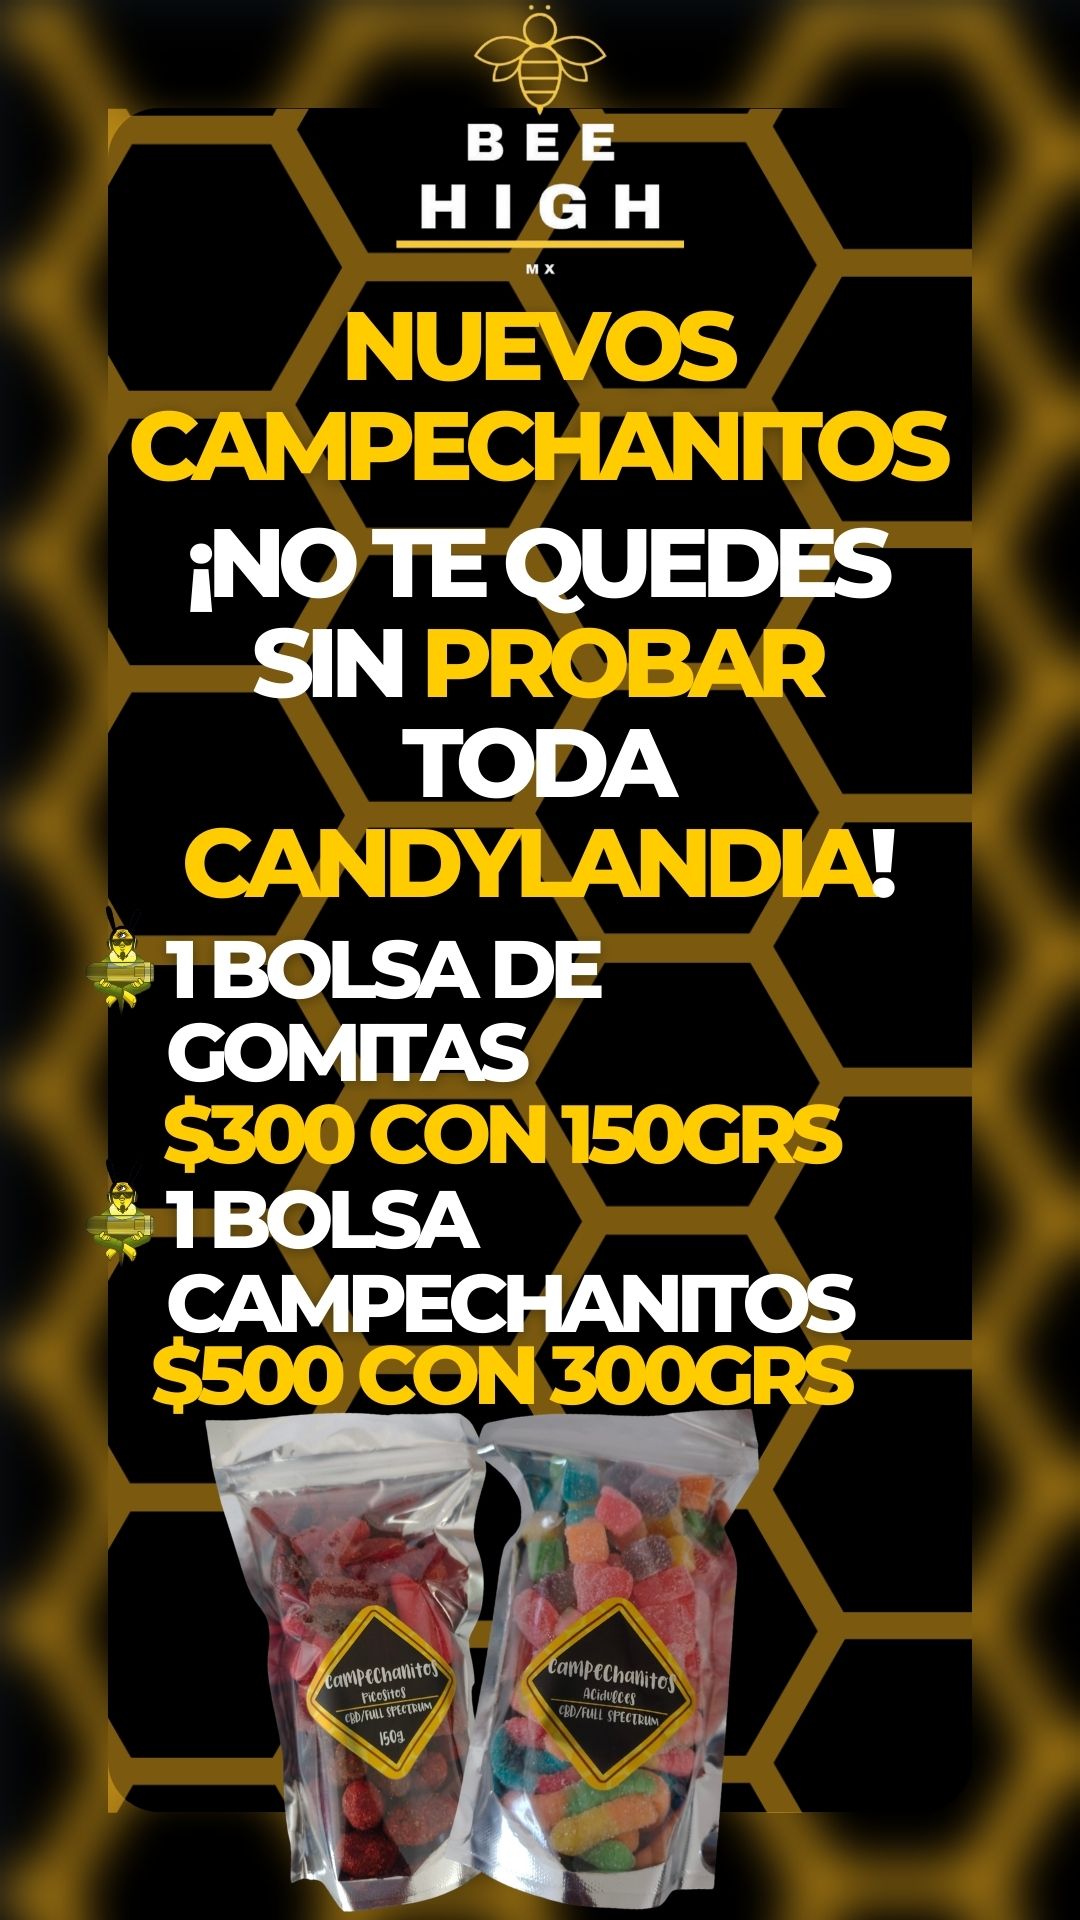 BEE
HIGH
MX
NUEVOS
CAMPECHANITOS
¡NO TE QUEDES
SIN PROBAR
TODA
CANDYLANDIA!
1 BOLSA DE
GOMITAS
$300 CON 150GRS
1 BOLSA
CAMPECHANITOS
$500 CON 300GRS
Campechanitos
Picositos
CBD/FULL SPECTRUM
150g
Campechanitos
Acidulces
CBD/FULL SPECTRUM